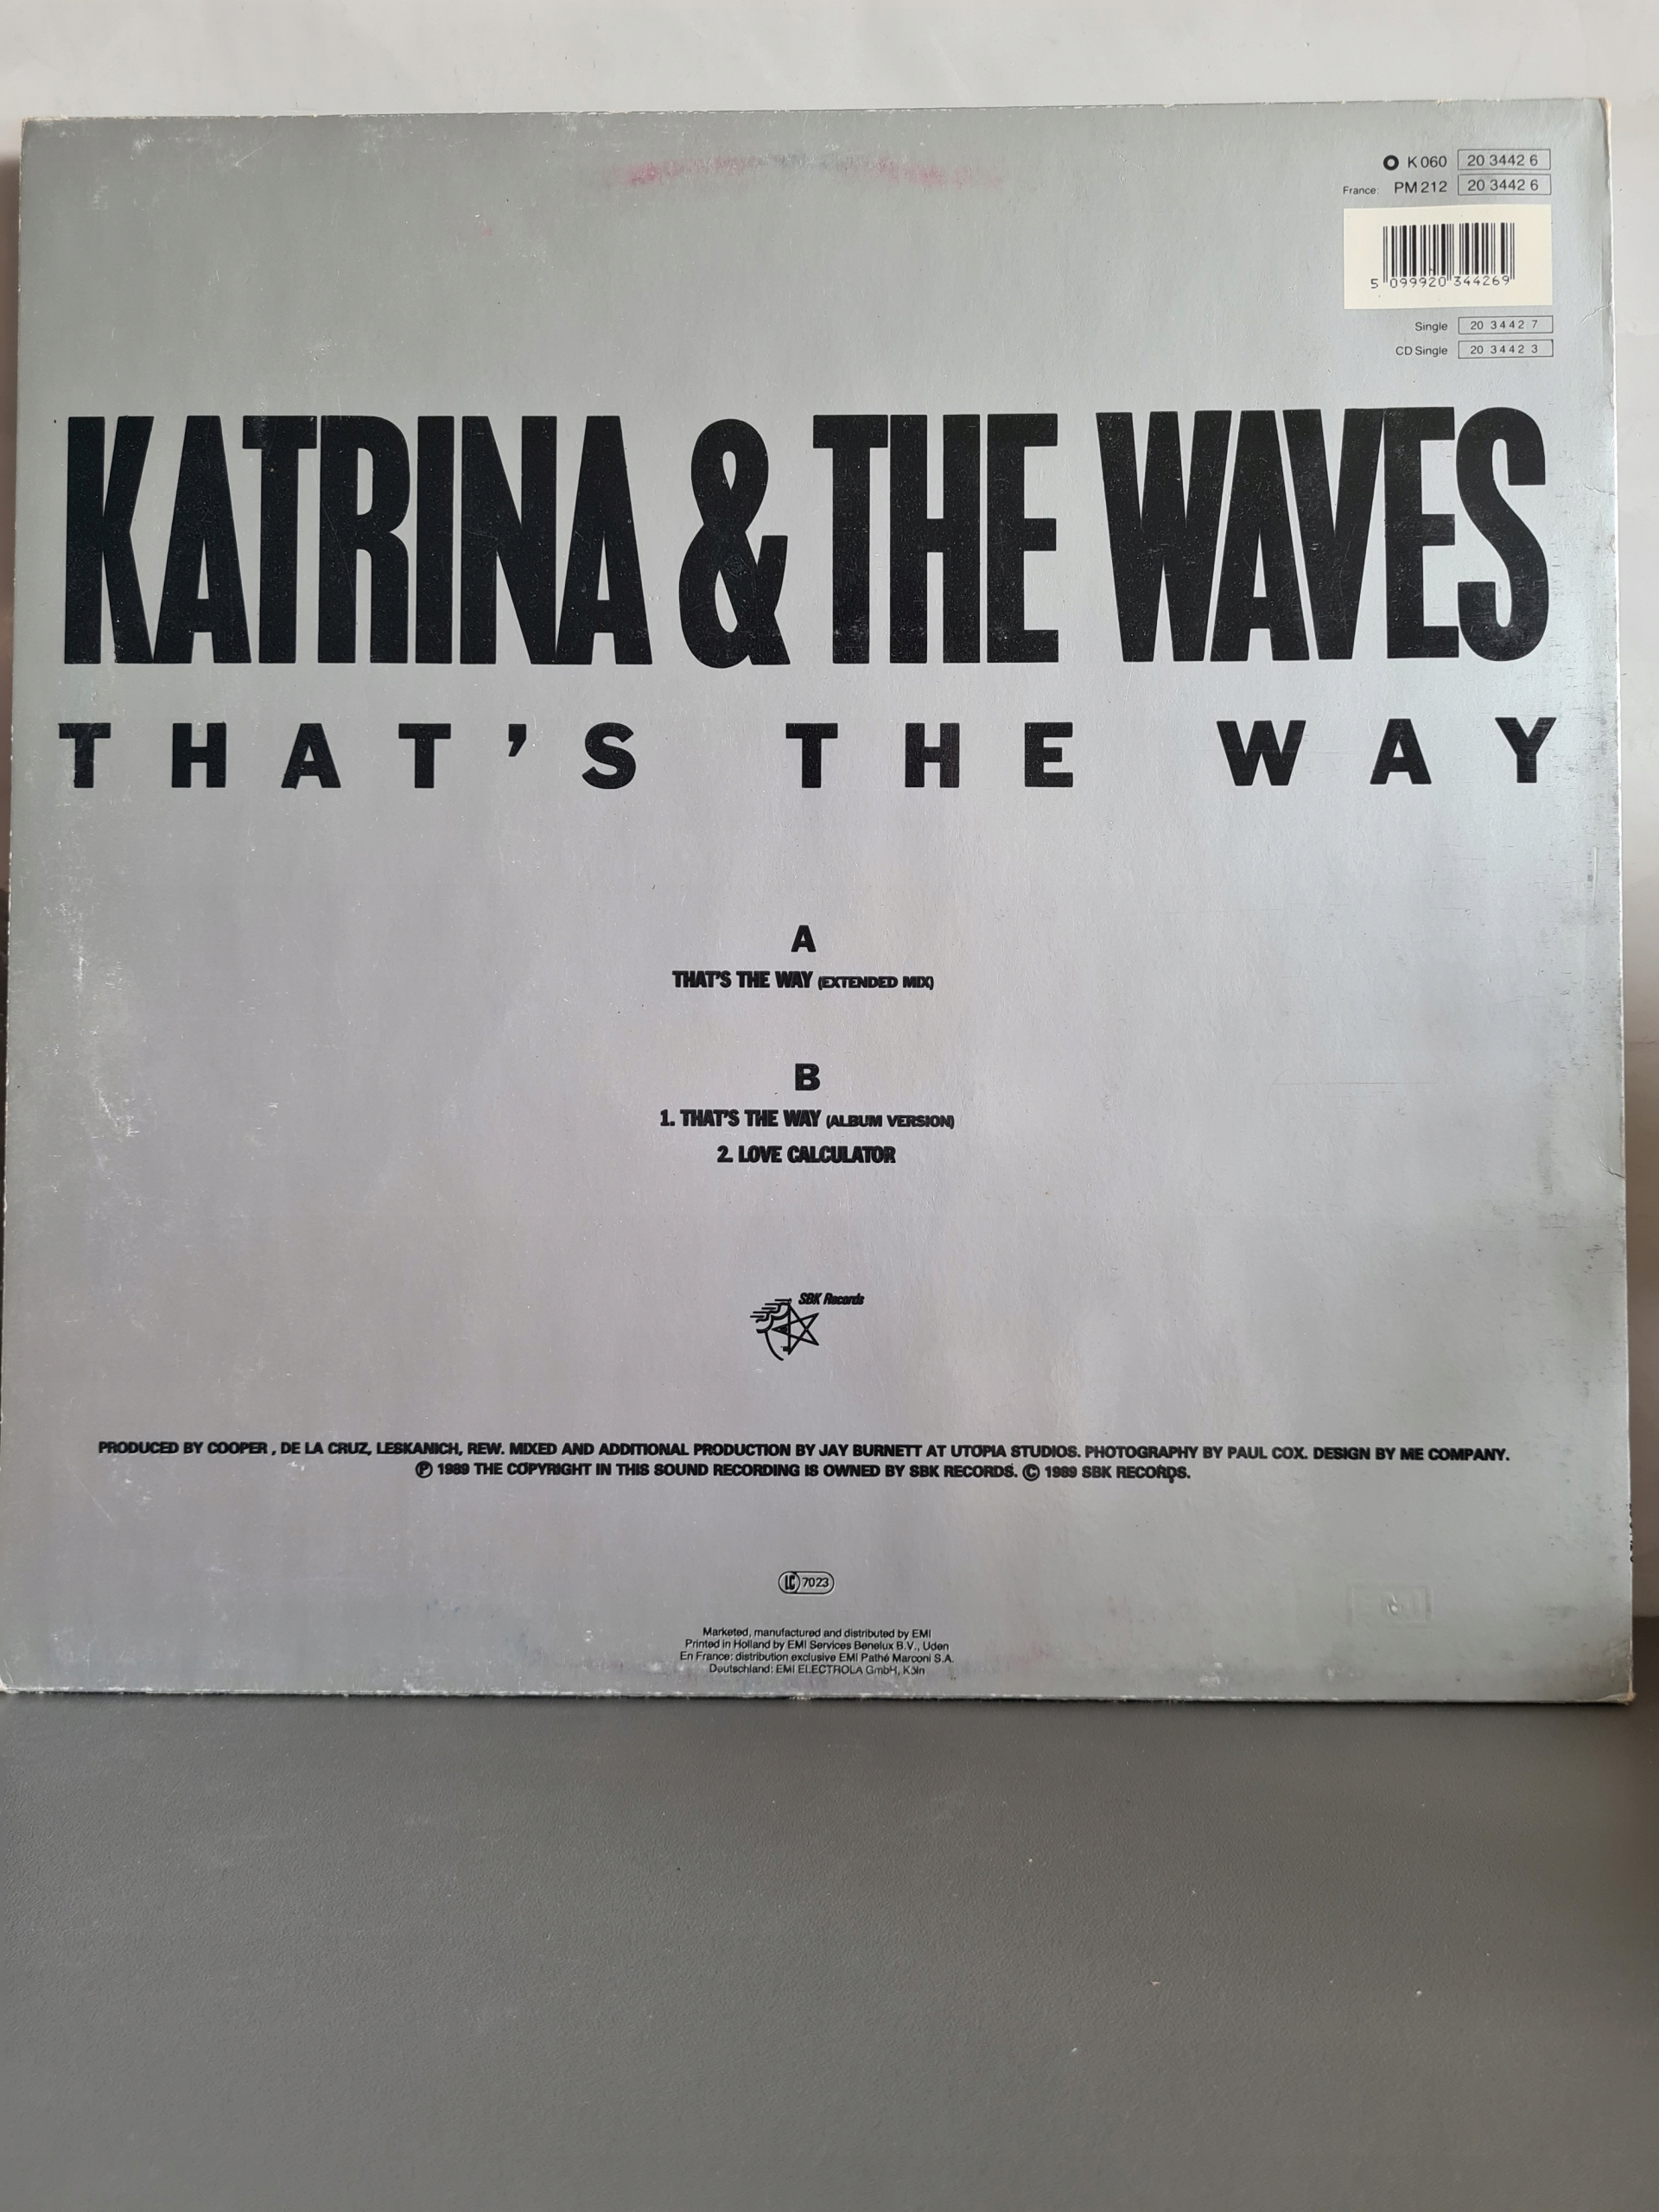 K 060 20 3442 6
France: PM 212 20 3442 6
5 099920 344269
Single 20 3442 7
CD Single 20 3442 3
KATRINA & THE WAVES
THAT'S THE WAY
A
THAT'S THE WAY (EXTENDED MIX)
B
1. THAT'S THE WAY (ALBUM VERSION)
2. LOVE CALCULATOR
SBK Records
PRODUCED BY COOPER , DE LA CRUZ, LESKANICH, REW. MIXED AND ADDITIONAL PRODUCTION BY JAY BURNETT AT UTOPIA STUDIOS. PHOTOGRAPHY BY PAUL COX. DESIGN BY ME COMPANY.
℗ 1989 THE COPYRIGHT IN THIS SOUND RECORDING IS OWNED BY SBK RECORDS. © 1989 SBK RECORDS.
LC 7023
Marketed, manufactured and distributed by EMI
Printed in Holland by EMI Services Benelux B.V., Uden
En France: distribution exclusive EMI Pathé Marconi S.A.
Deutschland: EMI ELECTROLA GmbH, Köln